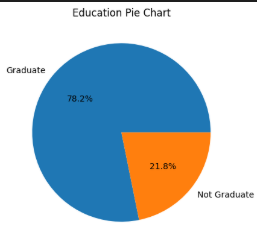 Education Pie Chart
Graduate
78.2%
21.8%
Not Graduate